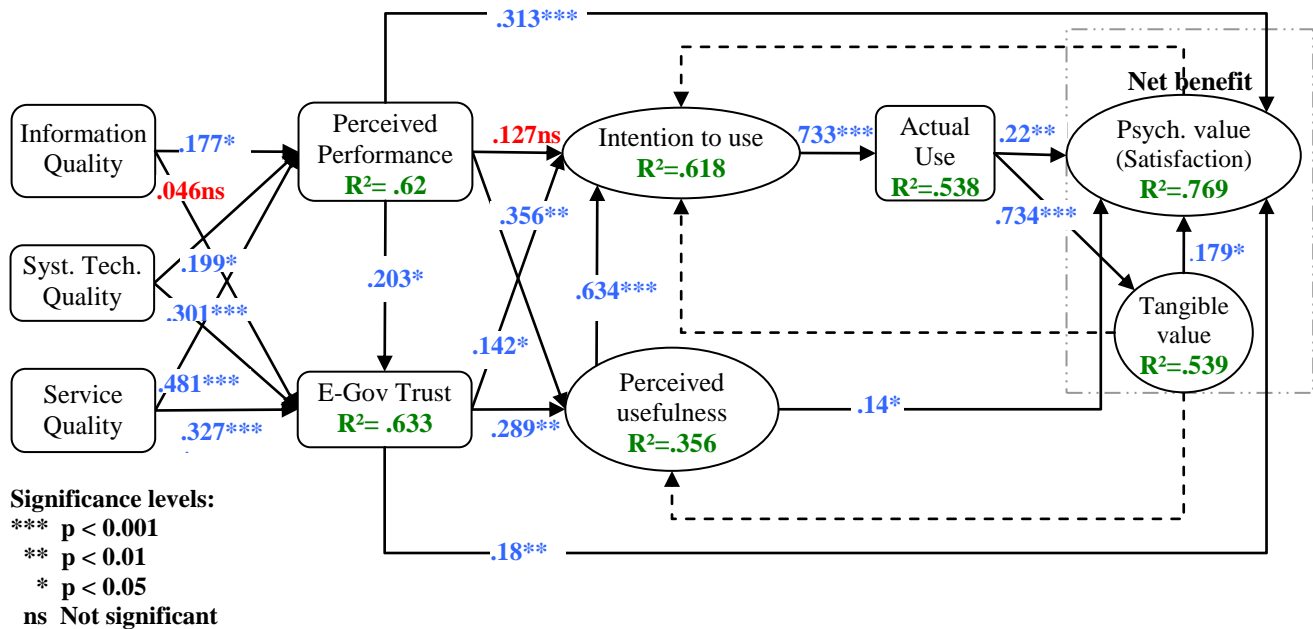 .313***
Net benefit
Information
Quality
.177*
.046ns
Perceived
Performance
R²= .62
.127ns
Intention to use
R²=.618
733***
Actual
Use
R²=.538
.22**
Psych. value
(Satisfaction)
R²=.769
.356**
.734***
Syst. Tech.
Quality
.199*
.301***
.203*
.634***
.179*
.142*
Tangible
value
R²=.539
Service
Quality
.481***
.327***
E-Gov Trust
R²= .633
.289**
Perceived
usefulness
R²=.356
.14*
.18**
Significance levels:
*** p < 0.001
** p < 0.01
* p < 0.05
ns Not significant